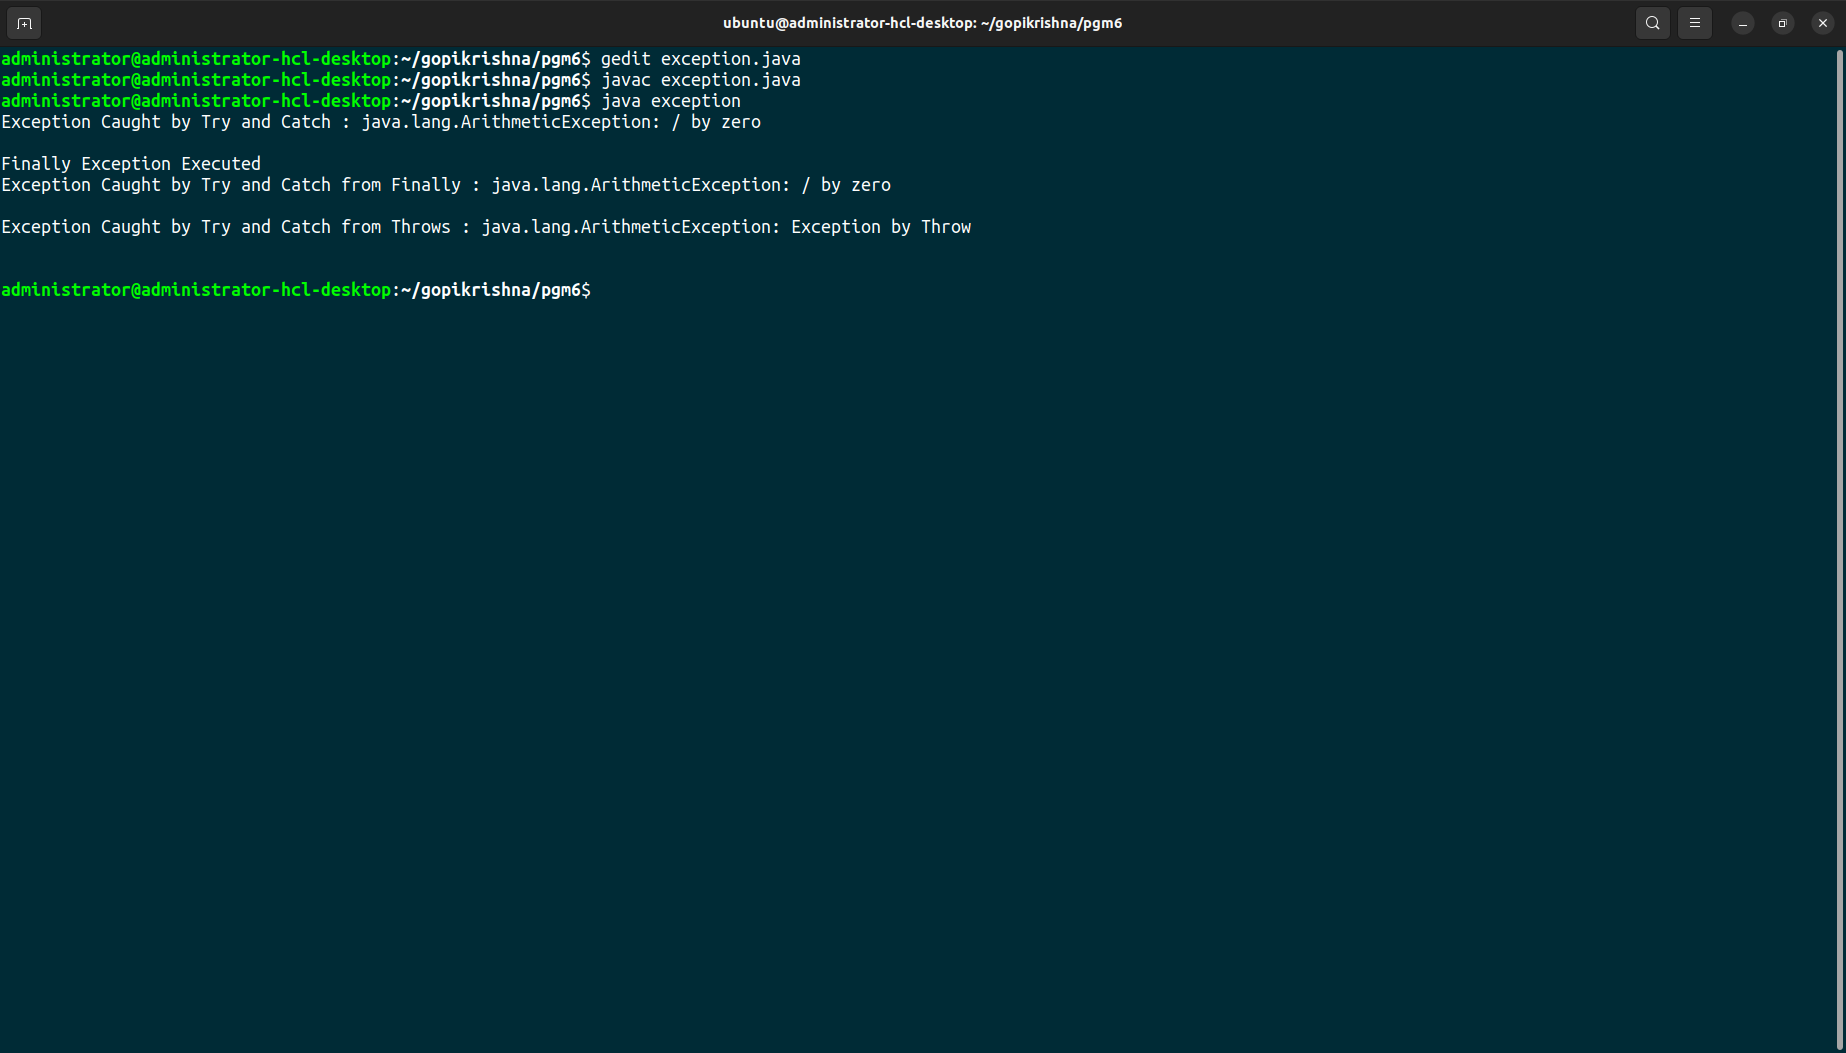 ubuntu@administrator-hcl-desktop: ~/gopikrishna/pgm6
administrator@administrator-hcl-desktop:~/gopikrishna/pgm6$ gedit exception.java
administrator@administrator-hcl-desktop:~/gopikrishna/pgm6$ javac exception.java
administrator@administrator-hcl-desktop:~/gopikrishna/pgm6$ java exception
Exception Caught by Try and Catch : java.lang.ArithmeticException: / by zero
Finally Exception Executed
Exception Caught by Try and Catch from Finally : java.lang.ArithmeticException: / by zero
Exception Caught by Try and Catch from Throws : java.lang.ArithmeticException: Exception by Throw
administrator@administrator-hcl-desktop:~/gopikrishna/pgm6$